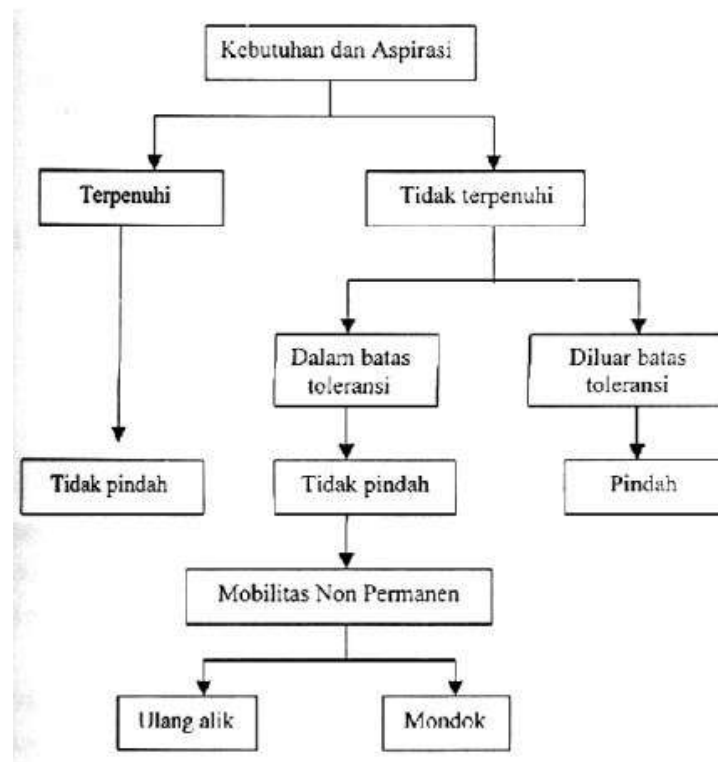 Kebutuhan dan Aspirasi
Terpenuhi
Tidak terpenuhi
Dalam batas
toleransi
Diluar batas
toleransi
Tidak pindah
Tidak pindah
Pindah
Mobilitas Non Permanen
Ulang alik
Mondok